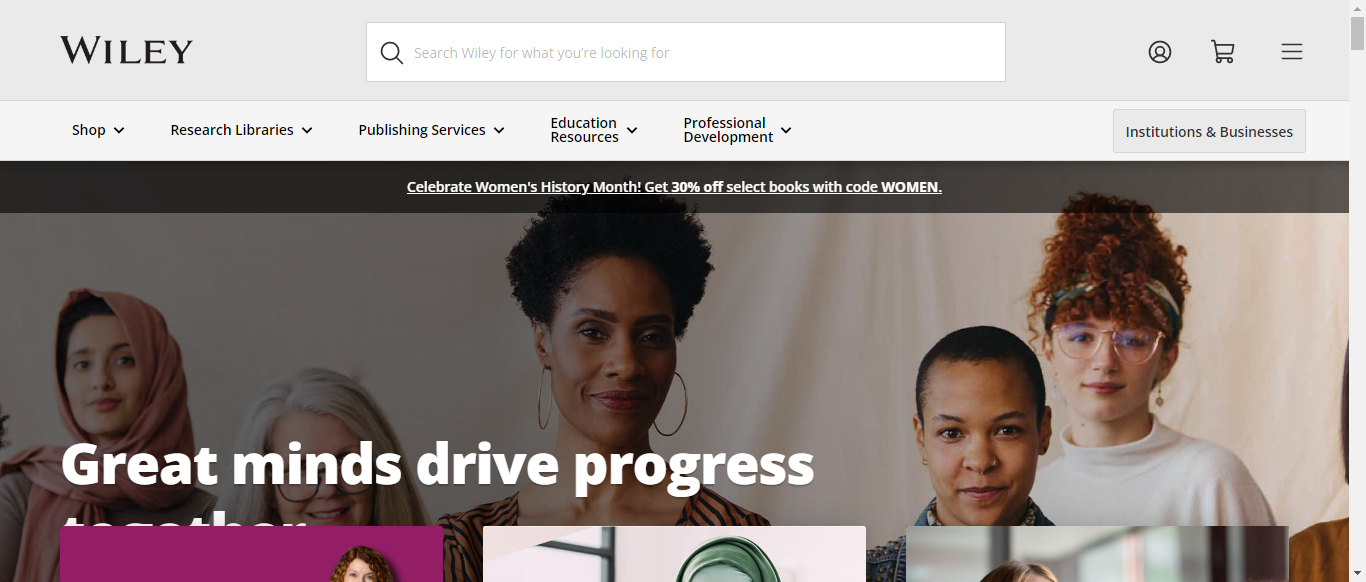 WILEY
Search Wiley for what you're looking for
Shop
Research Libraries
Publishing Services
Education
Resources
Professional
Development
Institutions & Businesses
Celebrate Women's History Month! Get 30% off select books with code WOMEN.
Great minds drive progress
together